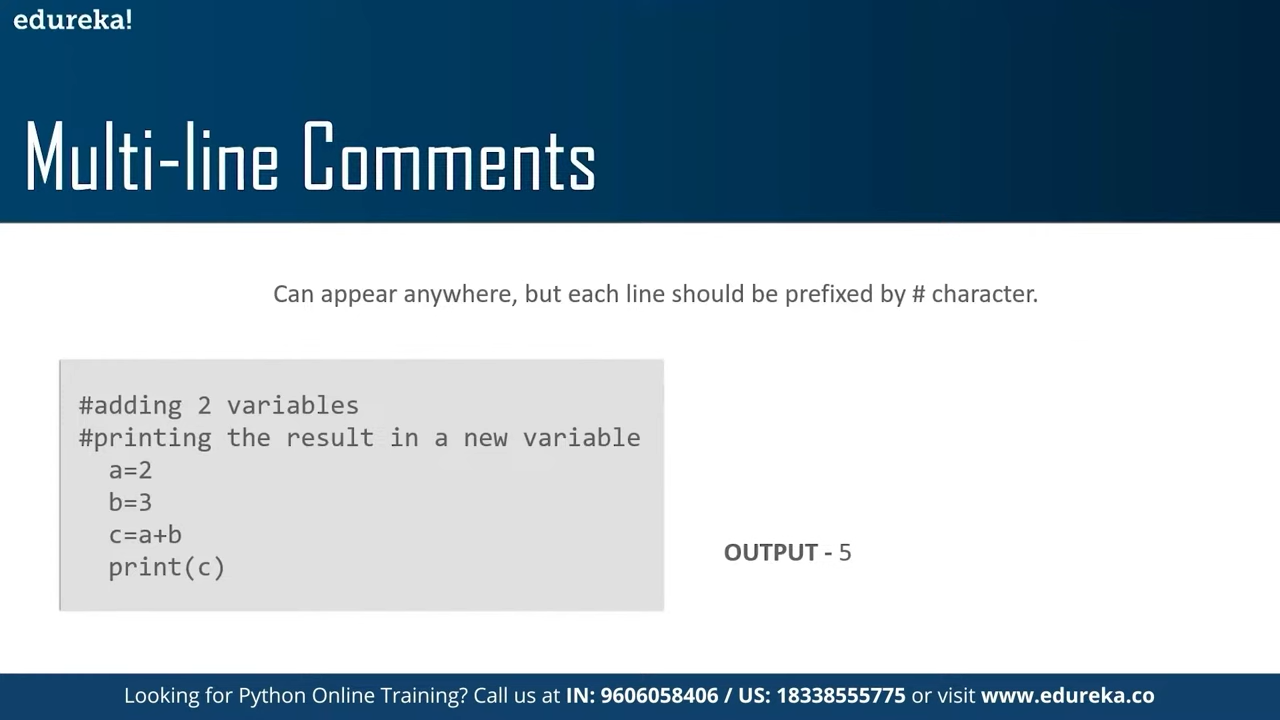 edureka!
Multi-line Comments
Can appear anywhere, but each line should be prefixed by # character.
#adding 2 variables
#printing the result in a new variable
  a=2
  b=3
  c=a+b
  print(c)
OUTPUT - 5
Looking for Python Online Training? Call us at IN: 9606058406 / US: 18338555775 or visit www.edureka.co